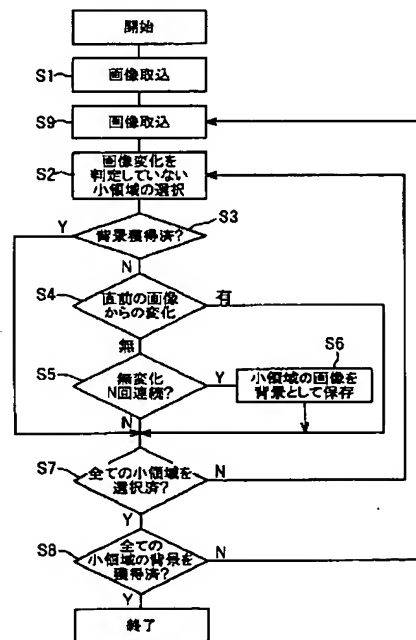 開始
S1
画像取込
S9
画像取込
S2
画像変化を
判定していない
小領域の選択
S3
Y
背景獲得済?
N
S4
直前の画像
からの変化
有
無
S5
無変化
N回連続?
Y
S6
小領域の画像を
背景として保存
N
S7
全ての小領域を
選択済?
N
Y
S8
全ての
小領域の背景を
獲得済?
N
Y
終了